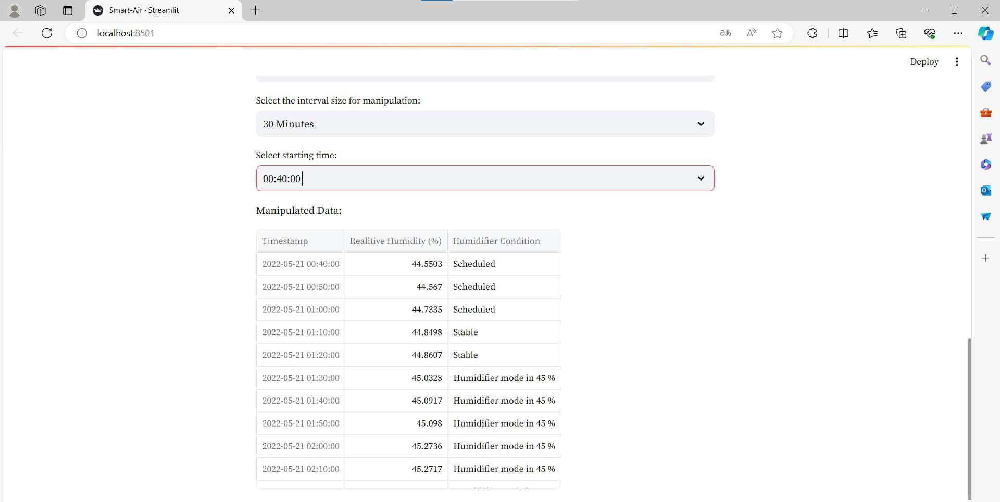 Smart-Air · Streamlit
localhost:8501
aあ
A
Deploy
Select the interval size for manipulation:
30 Minutes
Select starting time:
00:40:00
Manipulated Data:
Timestamp Realitive Humidity (%) Humidifier Condition
2022-05-21 00:40:00 44.5503 Scheduled
2022-05-21 00:50:00 44.567 Scheduled
2022-05-21 01:00:00 44.7335 Scheduled
2022-05-21 01:10:00 44.8498 Stable
2022-05-21 01:20:00 44.8607 Stable
2022-05-21 01:30:00 45.0328 Humidifier mode in 45 %
2022-05-21 01:40:00 45.0917 Humidifier mode in 45 %
2022-05-21 01:50:00 45.098 Humidifier mode in 45 %
2022-05-21 02:00:00 45.2736 Humidifier mode in 45 %
2022-05-21 02:10:00 45.2717 Humidifier mode in 45 %